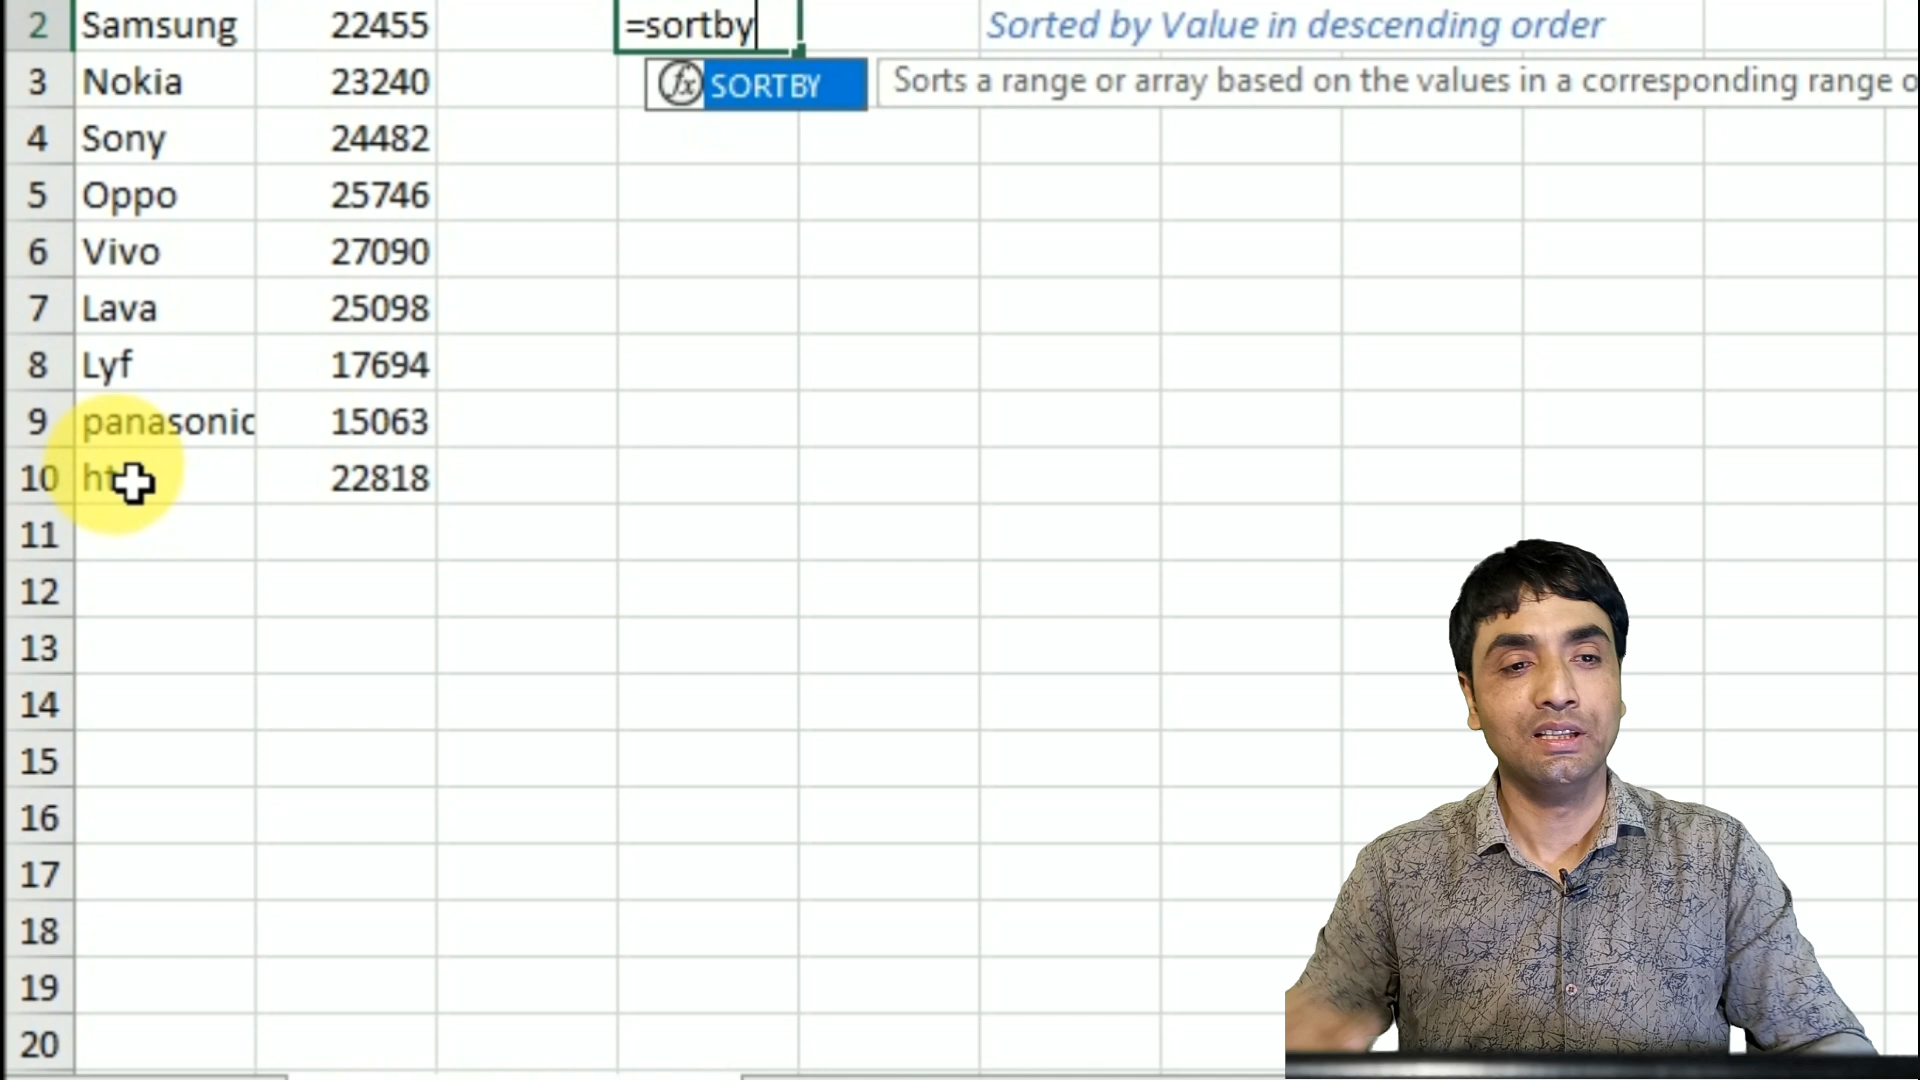 2 Samsung 22455 =sortby Sorted by Value in descending order
3 Nokia 23240 fx SORTBY Sorts a range or array based on the values in a corresponding range o
4 Sony 24482
5 Oppo 25746
6 Vivo 27090
7 Lava 25098
8 Lyf 17694
9 panasonic 15063
10 22818
11
12
13
14
15
16
17
18
19
20